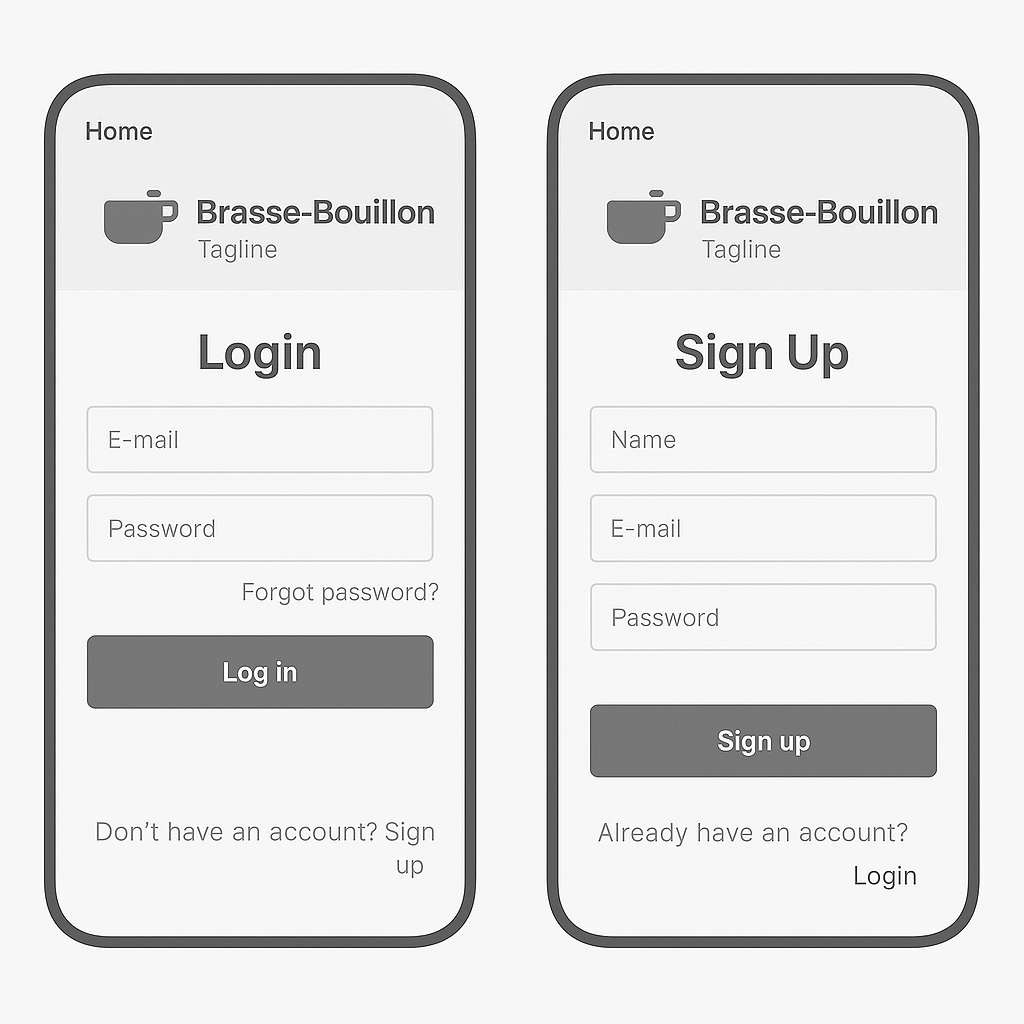 Home
Brasse-Bouillon
Tagline
Login
E-mail
Password
Forgot password?
Log in
Don’t have an account? Sign
up
Home
Brasse-Bouillon
Tagline
Sign Up
Name
E-mail
Password
Sign up
Already have an account?
Login